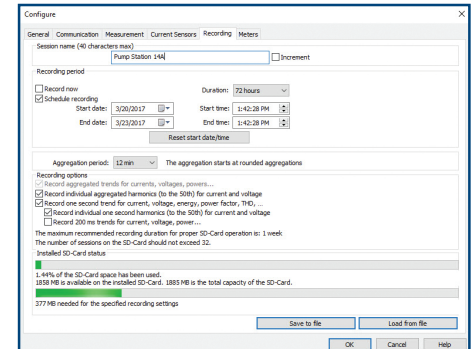 Configure
General Communication Measurement Current Sensors Recording Meters
Session name (40 characters max)
Pump Station 14A Increment
Recording period
Record now Duration: 72 hours
Schedule recording
Start date: 3/20/2017 Start time: 1:42:28 PM
End date: 3/23/2017 End time: 1:42:28 PM
Reset start date/time
Aggregation period: 12 min The aggregation starts at rounded aggregations
Recording options
Record aggregated trends for currents, voltages, powers...
Record individual aggregated harmonics (to the 50th) for current and voltage
Record one second trend for current, voltage, energy, power factor, THD, ...
Record individual one second harmonics (to the 50th) for current and voltage
Record 200 ms trends for current, voltage, power...
The maximum recommended recording duration for proper SD-Card operation is: 1 week
The number of sessions on the SD-Card should not exceed 32.
Installed SD-Card status
1.44% of the SD-Card space has been used.
1858 MB available on the installed SD-Card. 1885 MB is the total capacity of the SD-Card.
377 MB needed for the specified recording settings
Save to file Load from file
OK Cancel Help